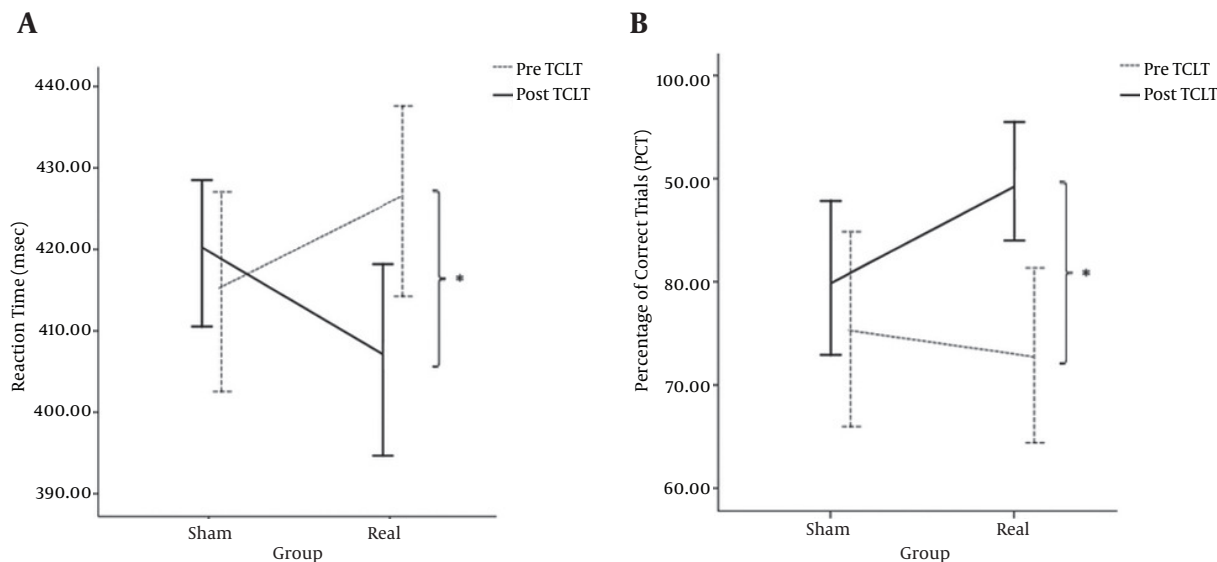 A
Reaction Time (msec)
440.00
430.00
420.00
410.00
400.00
390.00
Pre TCLT
Post TCLT
*
Sham
Real
Group
B
Percentage of Correct Trials (PCT)
100.00
50.00
80.00
70.00
60.00
Pre TCLT
Post TCLT
*
Sham
Real
Group